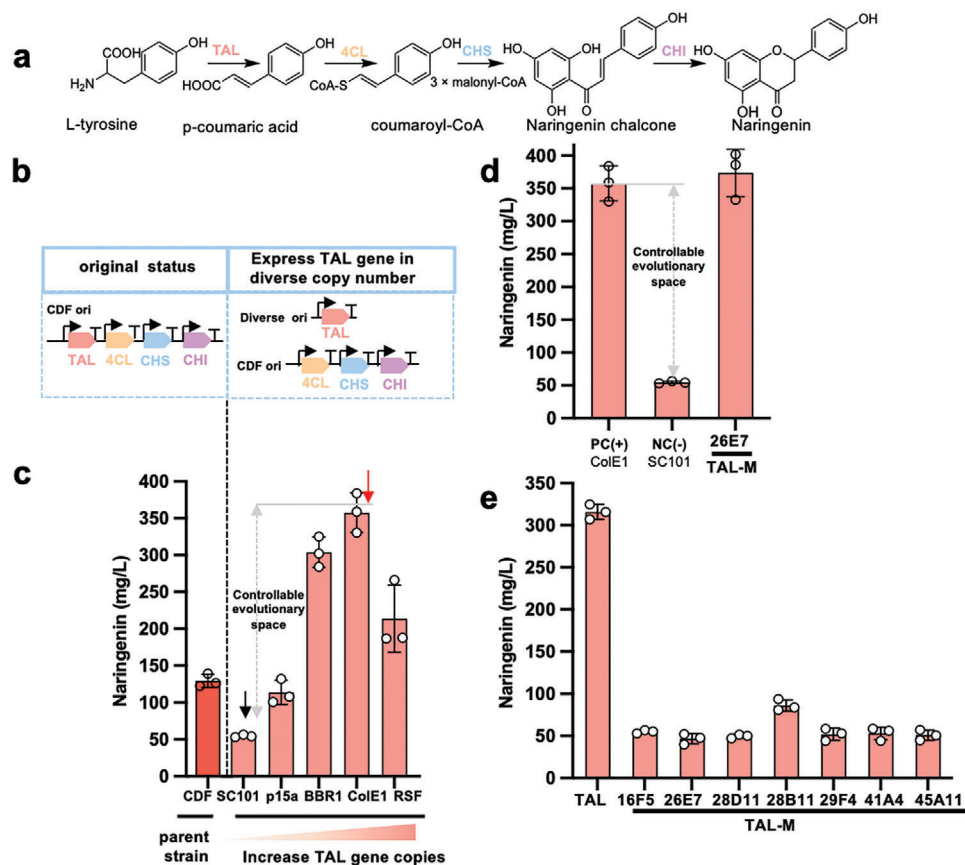 a
TAL
4CL
CHS
CHI
COOH
OH
H₂N
HOOC
OH
CoA-S
OH
3 × malonyl-CoA
HO
OH
OH
O
OH
HO
O
OH
OH
O
L-tyrosine
p-coumaric acid
coumaroyl-CoA
Naringenin chalcone
Naringenin
b
original status
Express TAL gene in
diverse copy number
CDF ori
TAL
4CL
CHS
CHI
Diverse ori
TAL
CDF ori
4CL
CHS
CHI
c
Naringenin (mg/L)
400
350
300
250
200
150
100
50
0
Controllable
evolutionary
space
CDF
SC101
p15a
BBR1
ColE1
RSF
parent
strain
Increase TAL gene copies
d
Naringenin (mg/L)
400
350
300
250
200
150
100
50
0
Controllable
evolutionary
space
PC(+)
ColE1
NC(-)
SC101
26E7
TAL-M
e
Naringenin (mg/L)
350
300
250
200
150
100
50
0
TAL
16F5
26E7
28D11
28B11
29F4
41A4
45A11
TAL-M